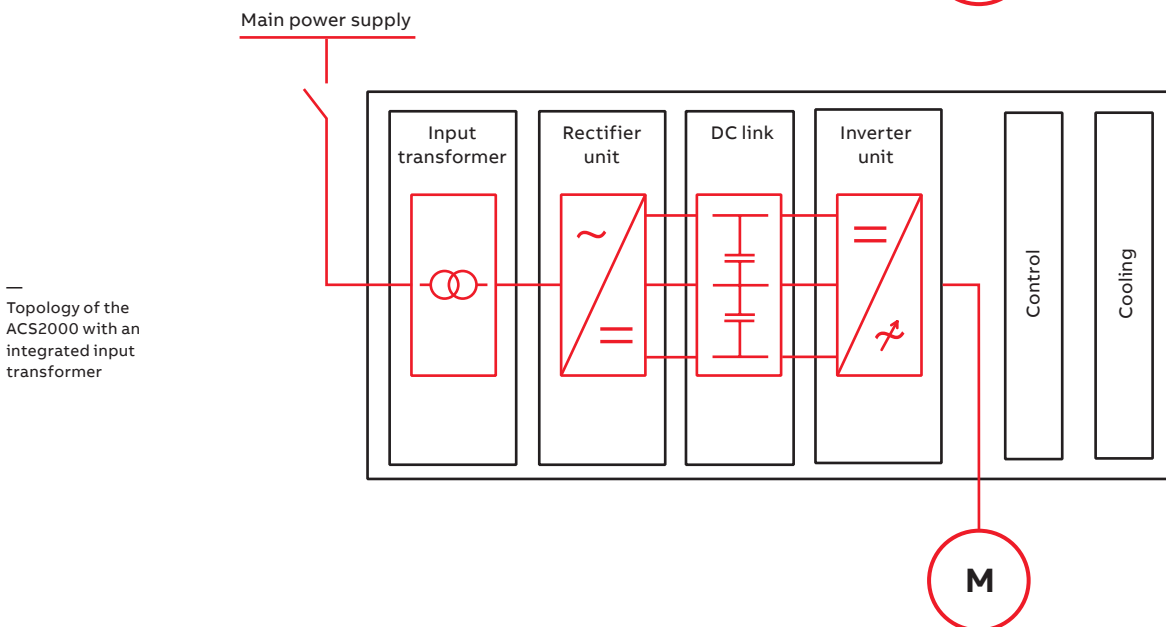 Main power supply
Input
transformer
Rectifier
unit
DC link
Inverter
unit
Control
Cooling
—
Topology of the
ACS2000 with an
integrated input
transformer
M